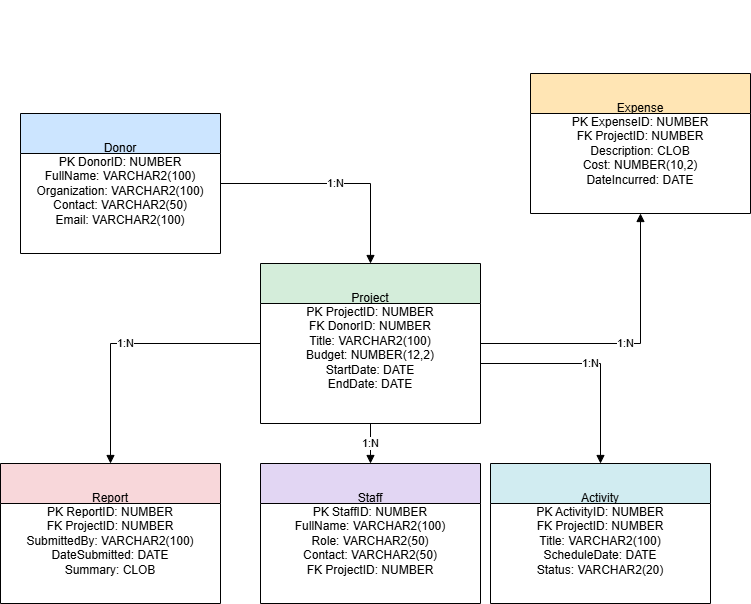 Expense
PK ExpenseID: NUMBER
FK ProjectID: NUMBER
Description: CLOB
Cost: NUMBER(10,2)
DateIncurred: DATE
Donor
PK DonorID: NUMBER
FullName: VARCHAR2(100)
Organization: VARCHAR2(100)
Contact: VARCHAR2(50)
Email: VARCHAR2(100)
1:N
Project
PK ProjectID: NUMBER
FK DonorID: NUMBER
Title: VARCHAR2(100)
Budget: NUMBER(12,2)
StartDate: DATE
EndDate: DATE
1:N
1:N
1:N
1:N
Report
PK ReportID: NUMBER
FK ProjectID: NUMBER
SubmittedBy: VARCHAR2(100)
DateSubmitted: DATE
Summary: CLOB
Staff
PK StaffID: NUMBER
FullName: VARCHAR2(100)
Role: VARCHAR2(50)
Contact: VARCHAR2(50)
FK ProjectID: NUMBER
Activity
PK ActivityID: NUMBER
FK ProjectID: NUMBER
Title: VARCHAR2(100)
ScheduleDate: DATE
Status: VARCHAR2(20)